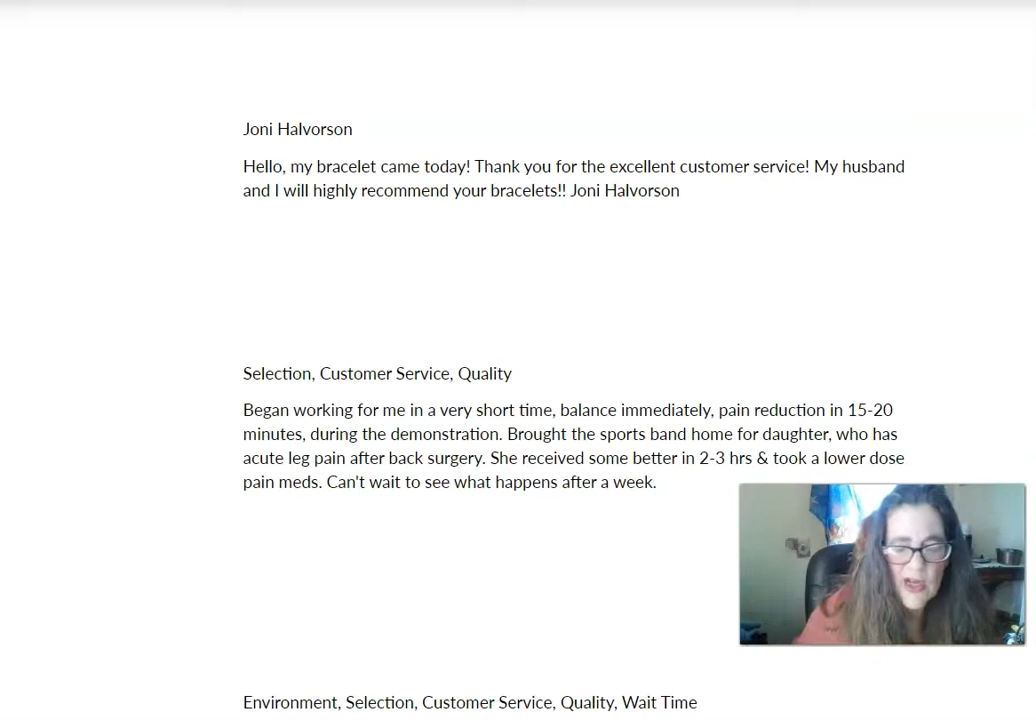 Joni Halvorson
Hello, my bracelet came today! Thank you for the excellent customer service! My husband
and I will highly recommend your bracelets!! Joni Halvorson
Selection, Customer Service, Quality
Began working for me in a very short time, balance immediately, pain reduction in 15-20
minutes, during the demonstration. Brought the sports band home for daughter, who has
acute leg pain after back surgery. She received some better in 2-3 hrs & took a lower dose
pain meds. Can't wait to see what happens after a week.
Environment, Selection, Customer Service, Quality, Wait Time